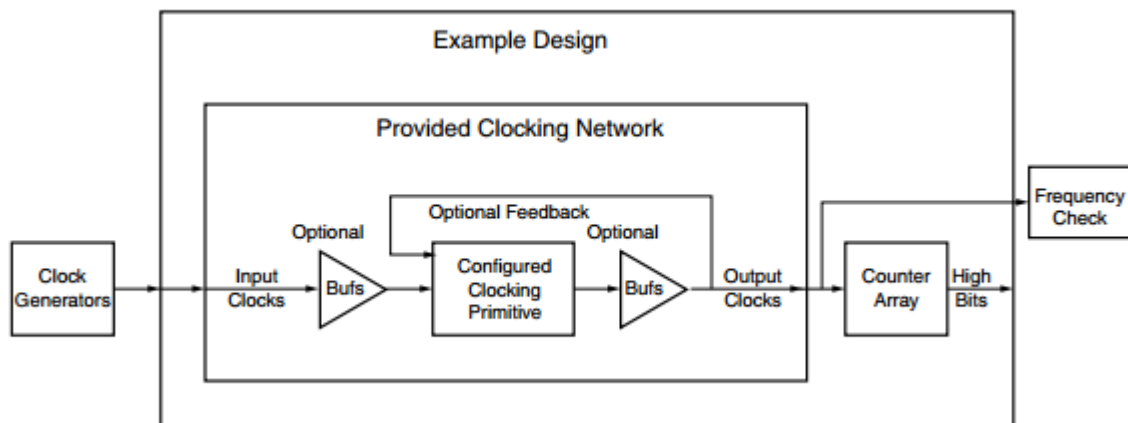 Example Design
Provided Clocking Network
Frequency
Check
Optional Feedback
Optional
Optional
Clock
Generators
Input
Clocks
Bufs
Configured
Clocking
Primitive
Bufs
Output
Clocks
Counter
Array
High
Bits